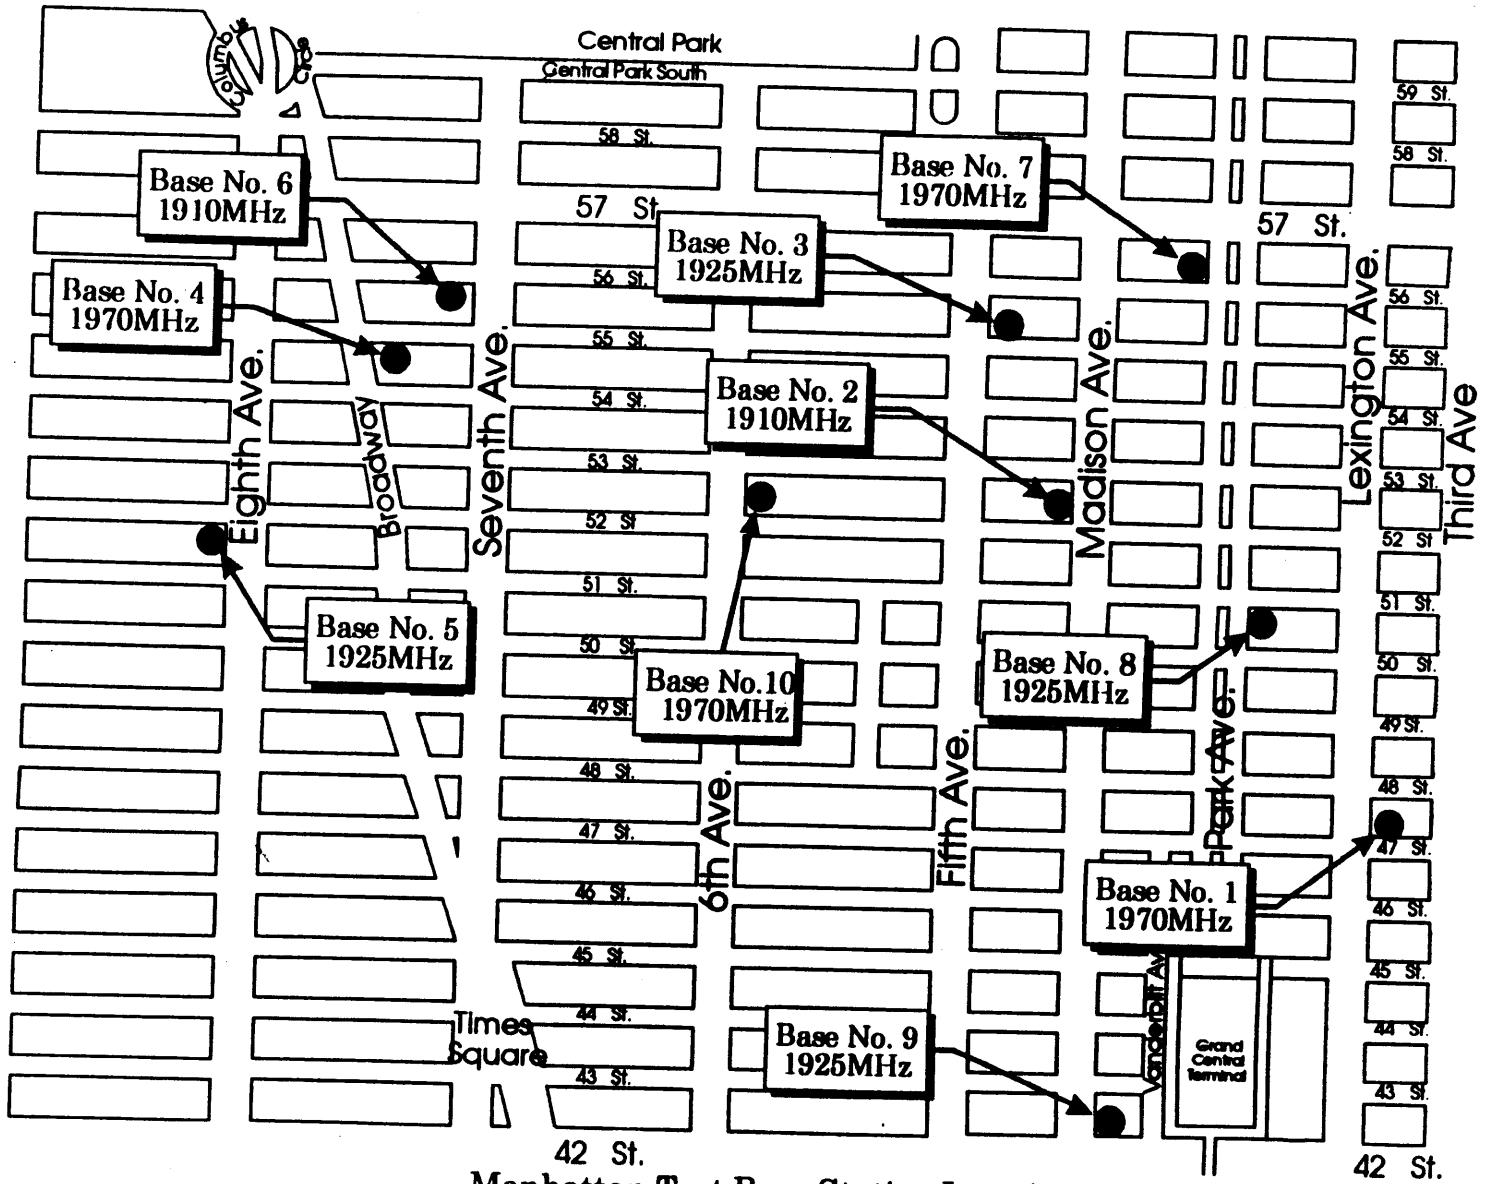 Columbus
Circle
Central Park
Central Park South
59 St.
58 St.
58 St.
Base No. 6
1910MHz
Base No. 7
1970MHz
57 St.
57 St.
Base No. 3
1925MHz
Base No. 4
1970MHz
56 St.
56 St.
55 St.
55 St.
Base No. 2
1910MHz
54 St.
54 St.
Eighth Ave.
Broadway
Seventh Ave.
Madison Ave.
Lexington Ave.
Third Ave
53 St.
53 St.
52 St
52 St.
51 St.
51 St.
Base No. 5
1925MHz
50 St.
50 St.
Base No. 8
1925MHz
Base No.10
1970MHz
49 St.
49 St.
48 St.
48 St.
6th Ave.
Fifth Ave.
Park Ave.
47 St.
47 St.
Base No. 1
1970MHz
46 St.
46 St.
45 St.
45 St.
Vanderbilt Av
44 St.
44 St.
Times
Square
Base No. 9
1925MHz
Grand
Central
Terminal
43 St.
43 St.
42 St.
42 St.
Manhattan Test Base Station